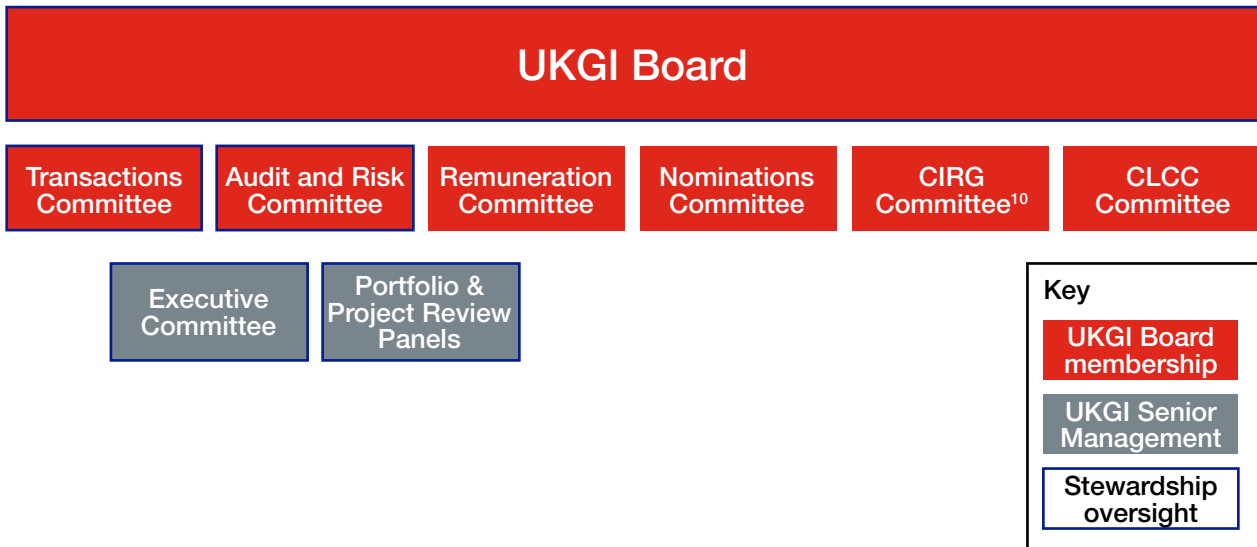 UKGI Board
Transactions
Committee
Audit and Risk
Committee
Remuneration
Committee
Nominations
Committee
CIRG
Committee¹⁰
CLCC
Committee
Executive
Committee
Portfolio &
Project Review
Panels
Key
UKGI Board
membership
UKGI Senior
Management
Stewardship
oversight